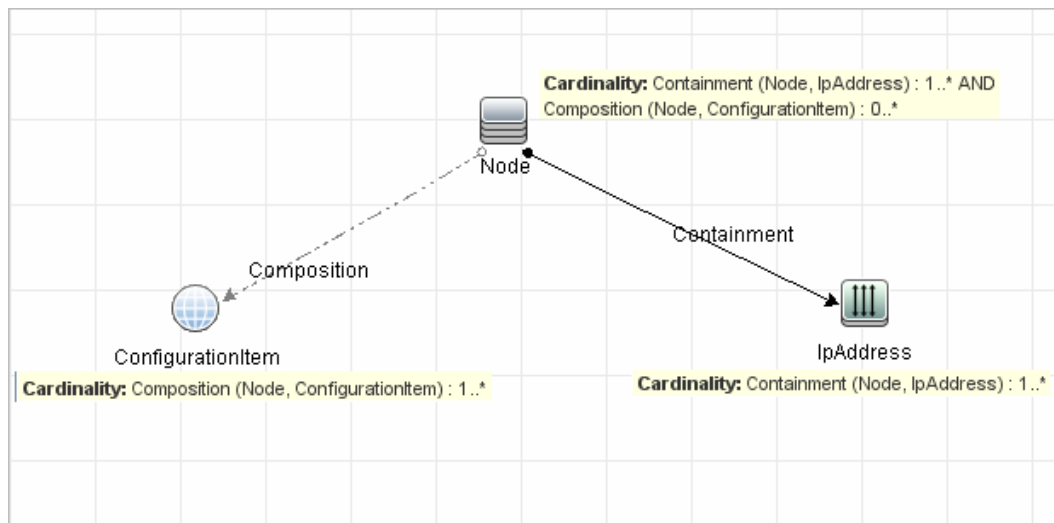 Cardinality: Containment (Node, IpAddress) : 1..* AND
Composition (Node, ConfigurationItem) : 0..*
Node
Containment
Composition
ConfigurationItem
IpAddress
Cardinality: Composition (Node, ConfigurationItem) : 1..*
Cardinality: Containment (Node, IpAddress) : 1..*